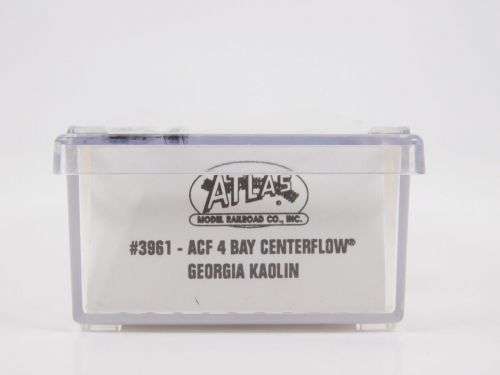 ATLAS
MODEL RAILROAD CO., INC.
#3961 - ACF 4 BAY CENTERFLOW®
GEORGIA KAOLIN